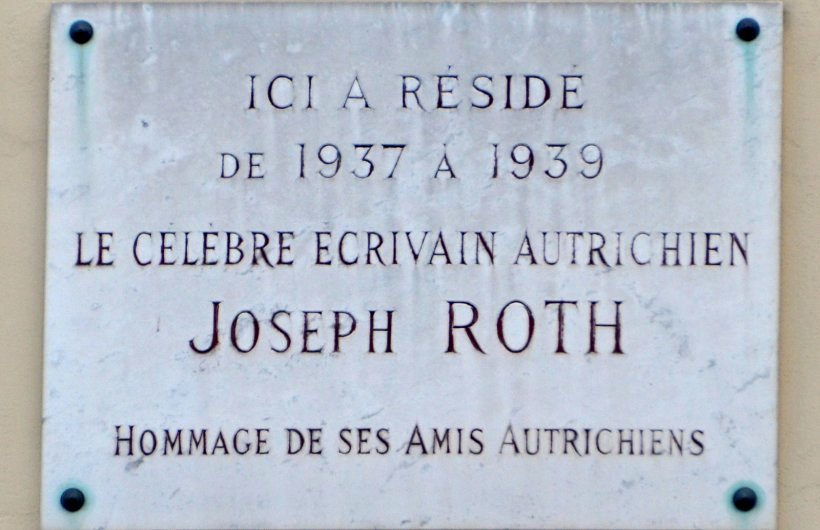 ICI A RÉSIDÉ
DE 1937 À 1939
LE CÉLÈBRE ECRIVAIN AUTRICHIEN
JOSEPH ROTH
HOMMAGE DE SES AMIS AUTRICHIENS